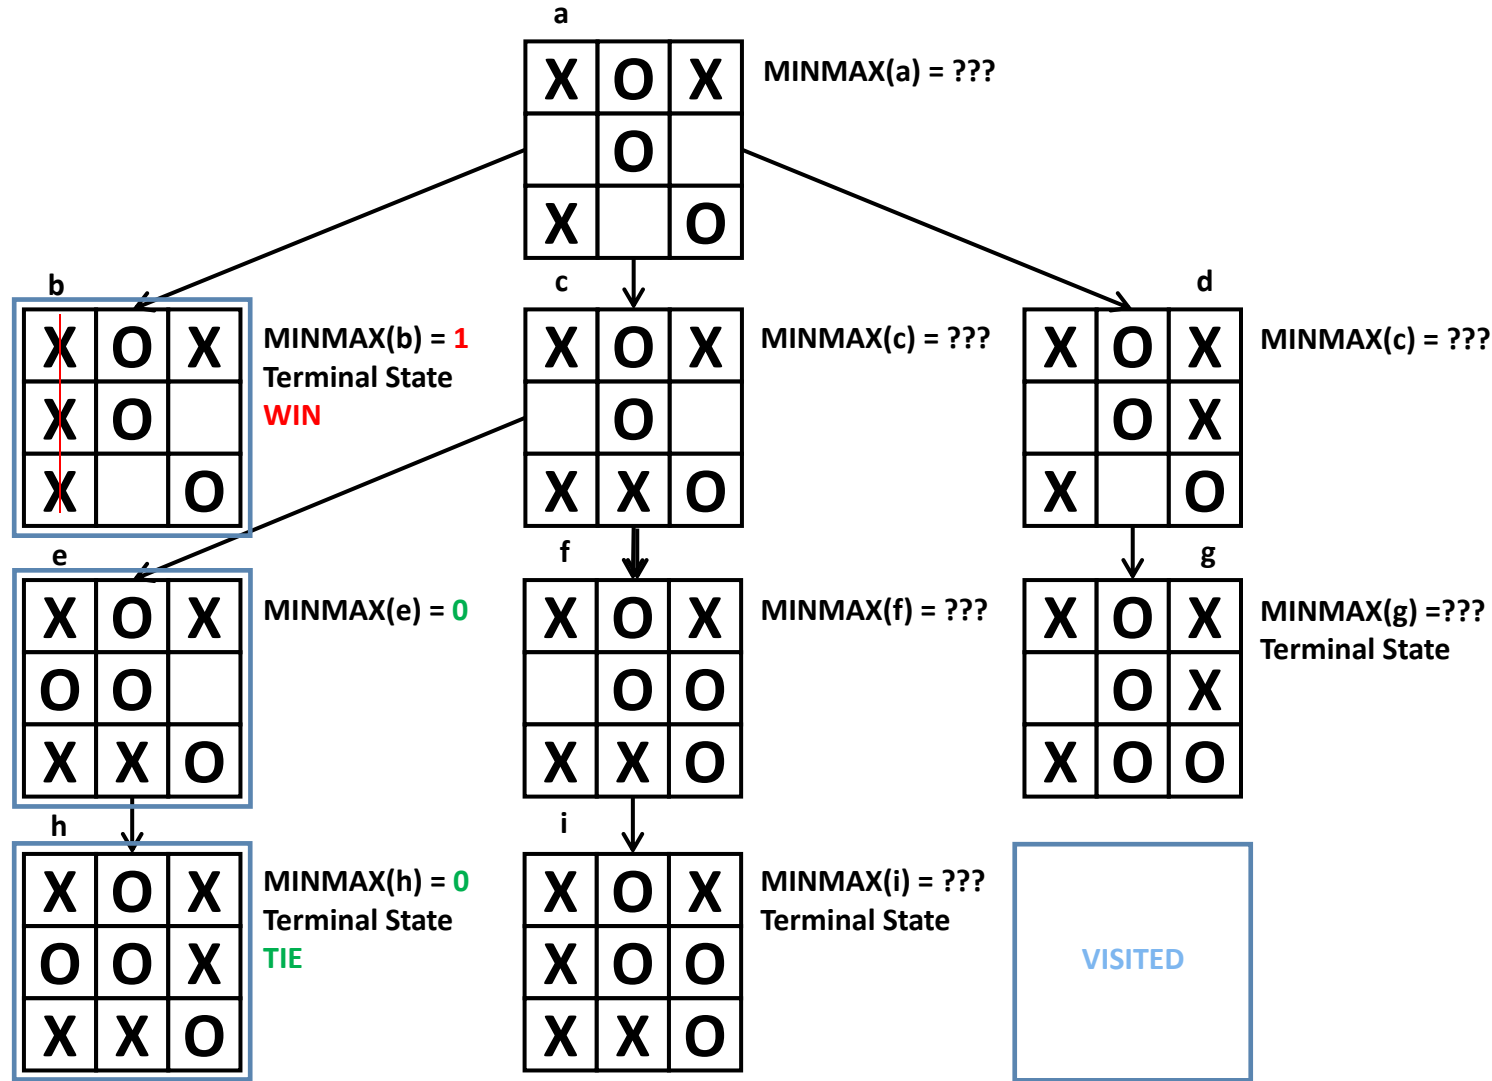 a
X O X
O
X O
MINMAX(a) = ???
b
X O X
X O
X O
MINMAX(b) = 1
Terminal State
WIN
c
X O X
O
X X O
MINMAX(c) = ???
d
X O X
O X
X O
MINMAX(c) = ???
e
X O X
O O
X X O
MINMAX(e) = 0
f
X O X
O O
X X O
MINMAX(f) = ???
g
X O X
O X
X O O
MINMAX(g) =???
Terminal State
h
X O X
O O X
X X O
MINMAX(h) = 0
Terminal State
TIE
i
X O X
X O O
X X O
MINMAX(i) = ???
Terminal State
VISITED